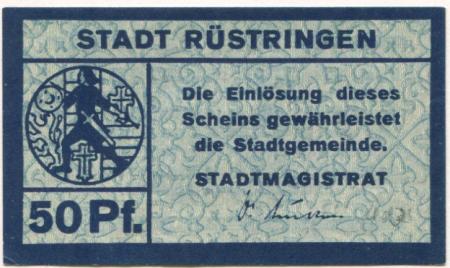 STADT RÜSTRINGEN
Die Einlösung dieses
Scheins gewährleistet
die Stadtgemeinde.
STADTMAGISTRAT
50 Pf.